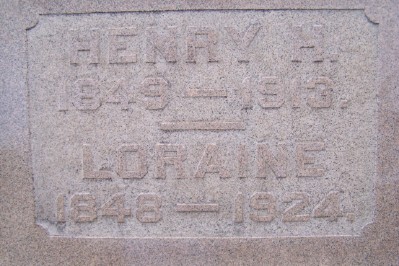 HENRY H.
1849 — 1913.
LORAINE
1848 — 1924.